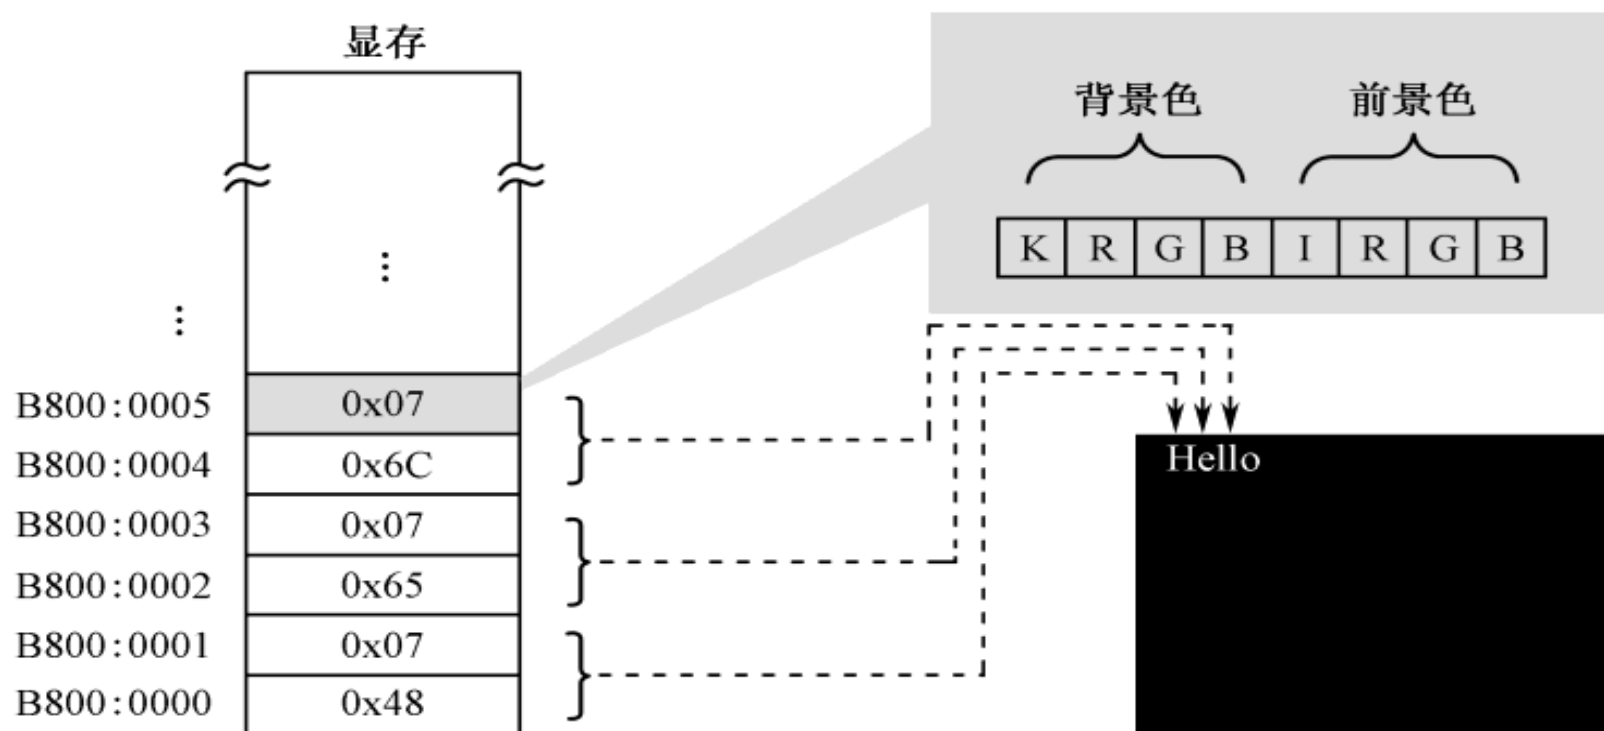 显存
背景色 前景色
K R G B I R G B
⋮
⋮
B800:0005 0x07
B800:0004 0x6C
Hello
B800:0003 0x07
B800:0002 0x65
B800:0001 0x07
B800:0000 0x48